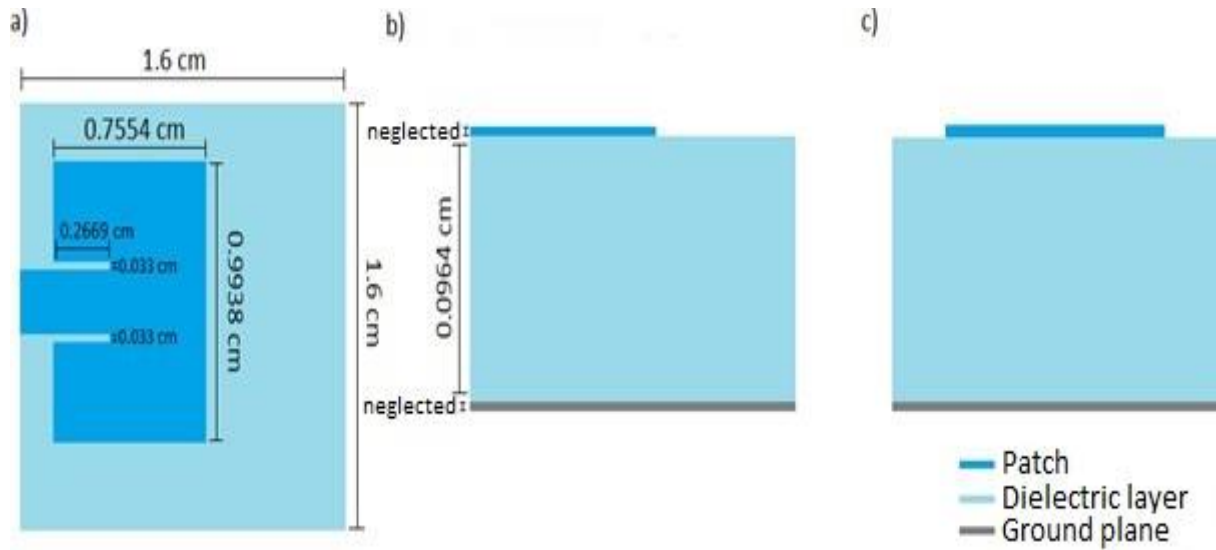 a)
1.6 cm
0.7554 cm
0.2669 cm
=0.033 cm
=0.033 cm
0.9938 cm
1.6 cm
b)
neglected
0.0964 cm
neglected
c)
Patch
Dielectric layer
Ground plane